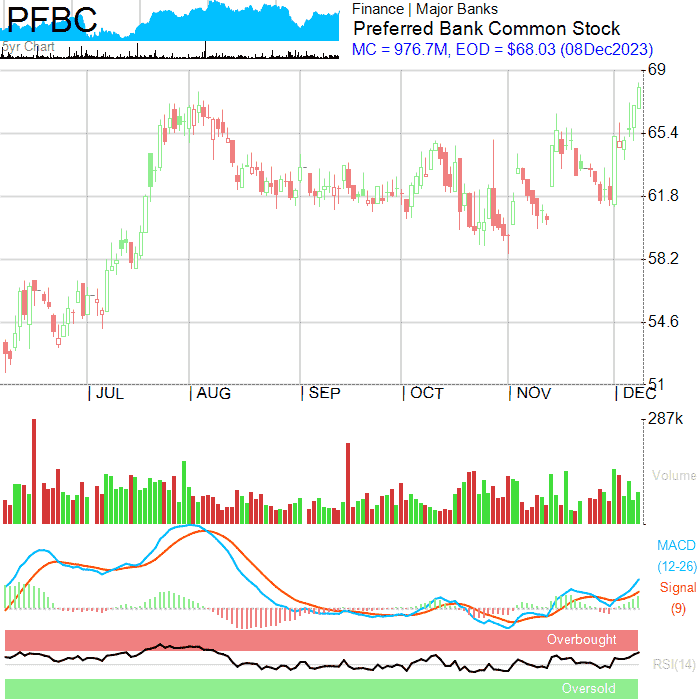 PFBC
5yr Chart
Finance | Major Banks
Preferred Bank Common Stock
MC = 976.7M, EOD = $68.03 (08Dec2023)
69
65.4
61.8
58.2
54.6
51
| JUL | AUG | SEP | OCT | NOV | DEC
287k
Volume
MACD
(12-26)
Signal
(9)
Overbought
RSI(14)
Oversold